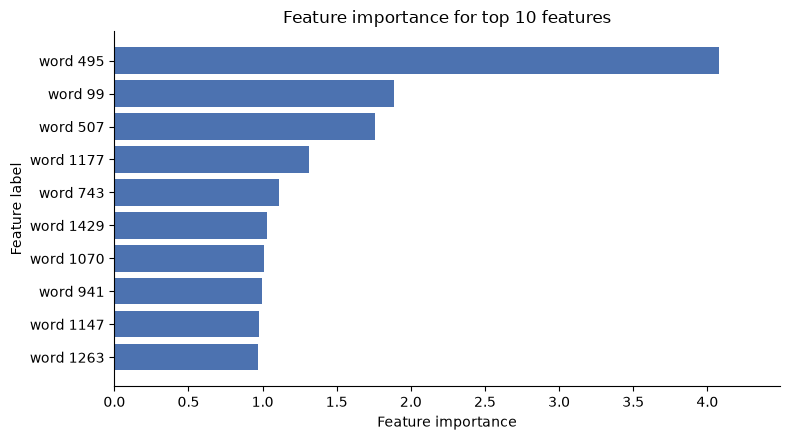 Feature importance for top 10 features
Feature label
word 495
word 99
word 507
word 1177
word 743
word 1429
word 1070
word 941
word 1147
word 1263
0.0 0.5 1.0 1.5 2.0 2.5 3.0 3.5 4.0
Feature importance